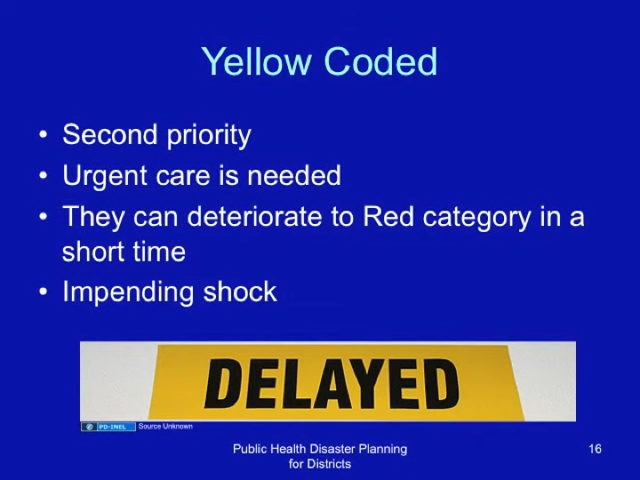 Yellow Coded
• Second priority
• Urgent care is needed
• They can deteriorate to Red category in a
short time
• Impending shock
DELAYED
PD-INEL Source Unknown
Public Health Disaster Planning
for Districts
16